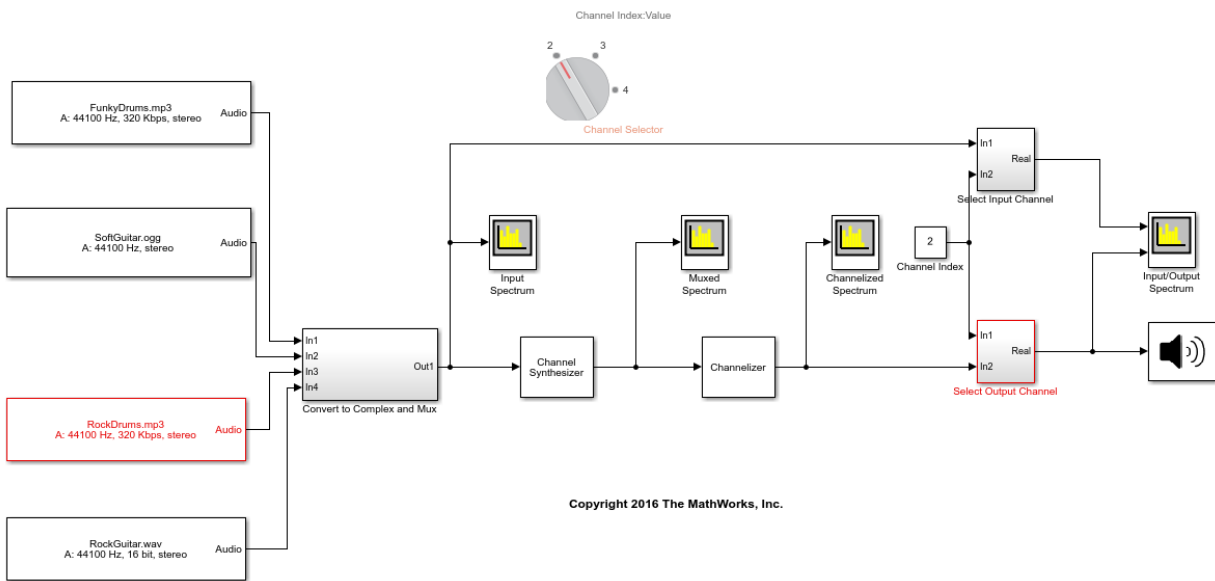 Channel Index:Value
2
3
4
Channel Selector
FunkyDrums.mp3
A: 44100 Hz, 320 Kbps, stereo
Audio
SoftGuitar.ogg
A: 44100 Hz, stereo
Audio
RockDrums.mp3
A: 44100 Hz, 320 Kbps, stereo
Audio
RockGuitar.wav
A: 44100 Hz, 16 bit, stereo
Audio
In1
In2
In3
In4
Out1
Convert to Complex and Mux
Input
Spectrum
Channel
Synthesizer
Muxed
Spectrum
Channelizer
Channelized
Spectrum
2
Channel Index
In1
In2
Real
Select Input Channel
In1
In2
Real
Select Output Channel
Input/Output
Spectrum
Copyright 2016 The MathWorks, Inc.